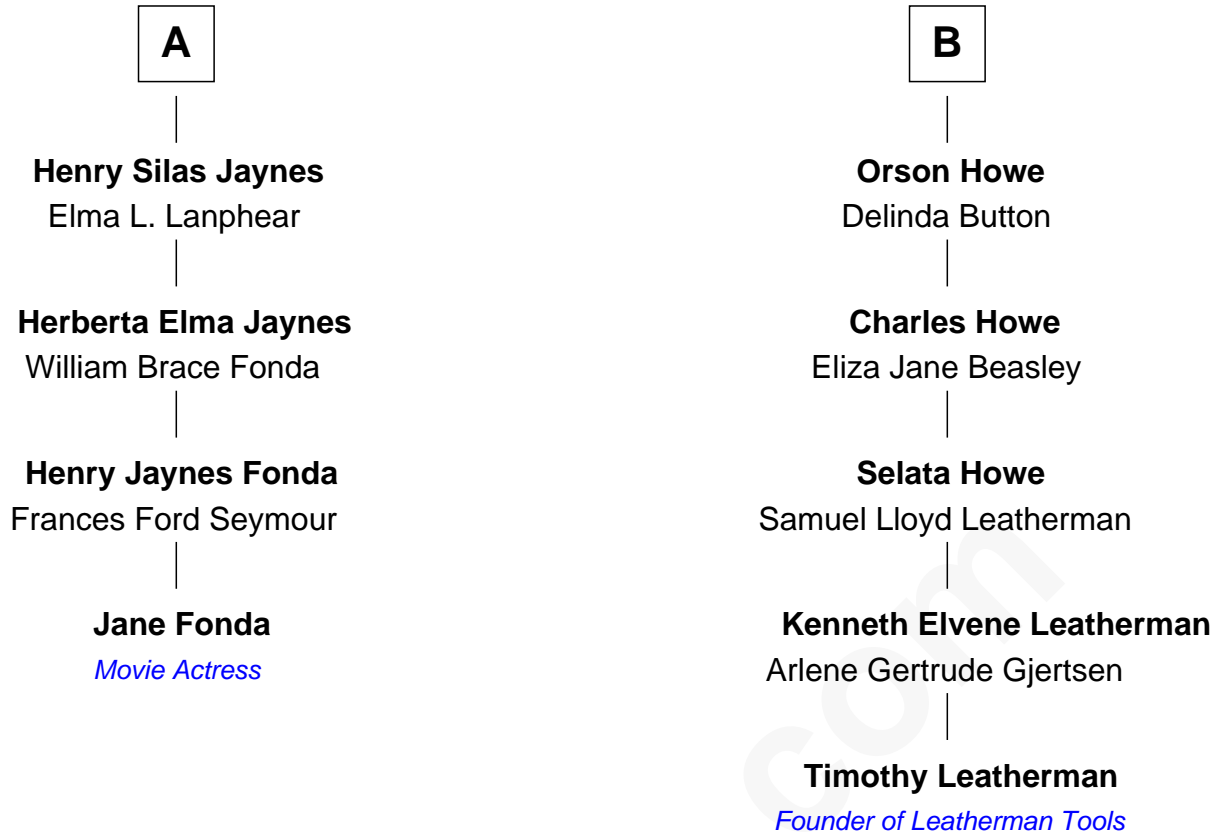 A
Henry Silas Jaynes
Elma L. Lanphear
Herberta Elma Jaynes
William Brace Fonda
Henry Jaynes Fonda
Frances Ford Seymour
Jane Fonda
Movie Actress
B
Orson Howe
Delinda Button
Charles Howe
Eliza Jane Beasley
Selata Howe
Samuel Lloyd Leatherman
Kenneth Elvene Leatherman
Arlene Gertrude Gjertsen
Timothy Leatherman
Founder of Leatherman Tools
com